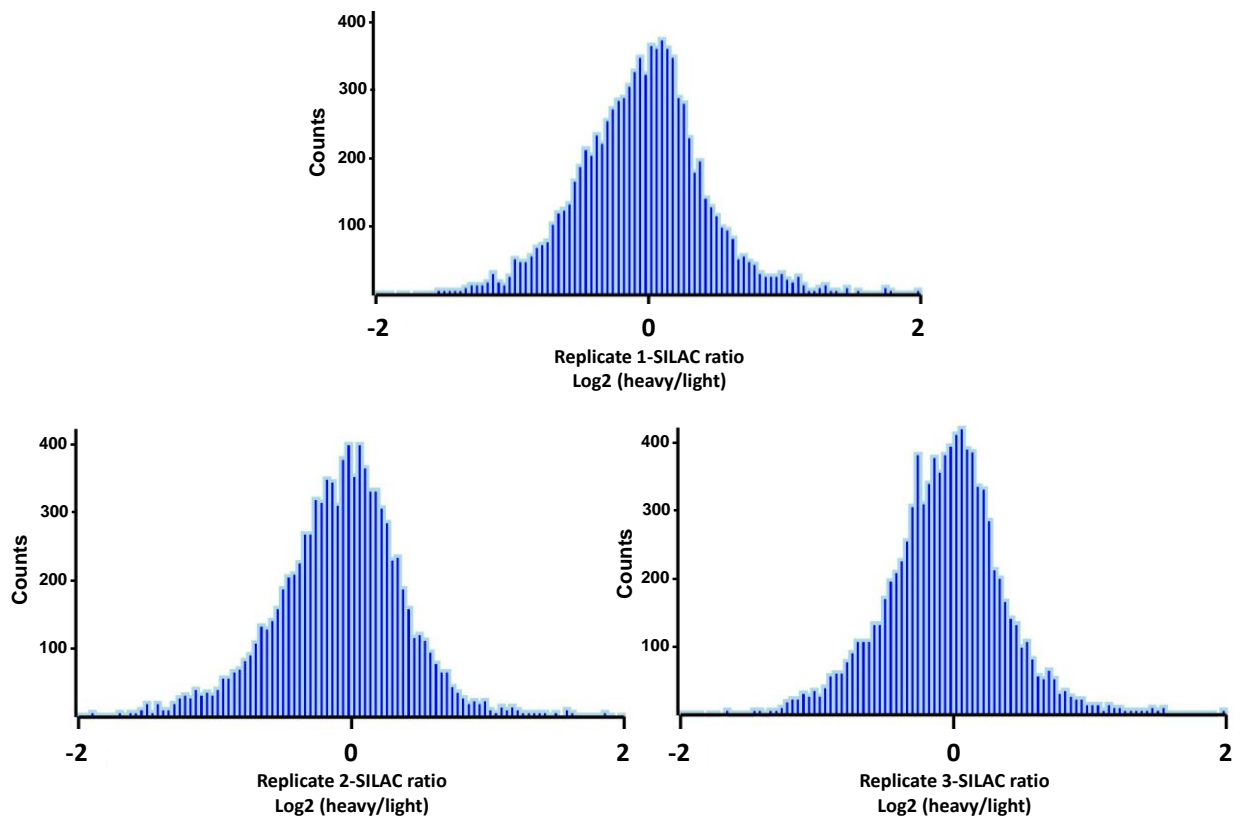 400
300
200
100
Counts
-2 0 2
Replicate 1-SILAC ratio
Log2 (heavy/light)
400
300
200
100
Counts
-2 0 2
Replicate 2-SILAC ratio
Log2 (heavy/light)
400
300
200
100
Counts
-2 0 2
Replicate 3-SILAC ratio
Log2 (heavy/light)